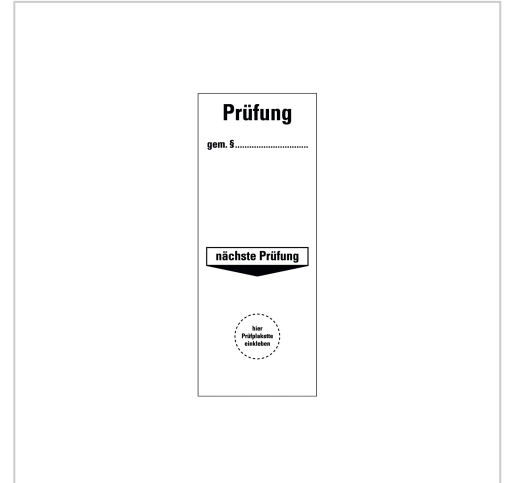 Prüfung
gem. §..............................
nächste Prüfung
hier
Prüfplakette
einkleben